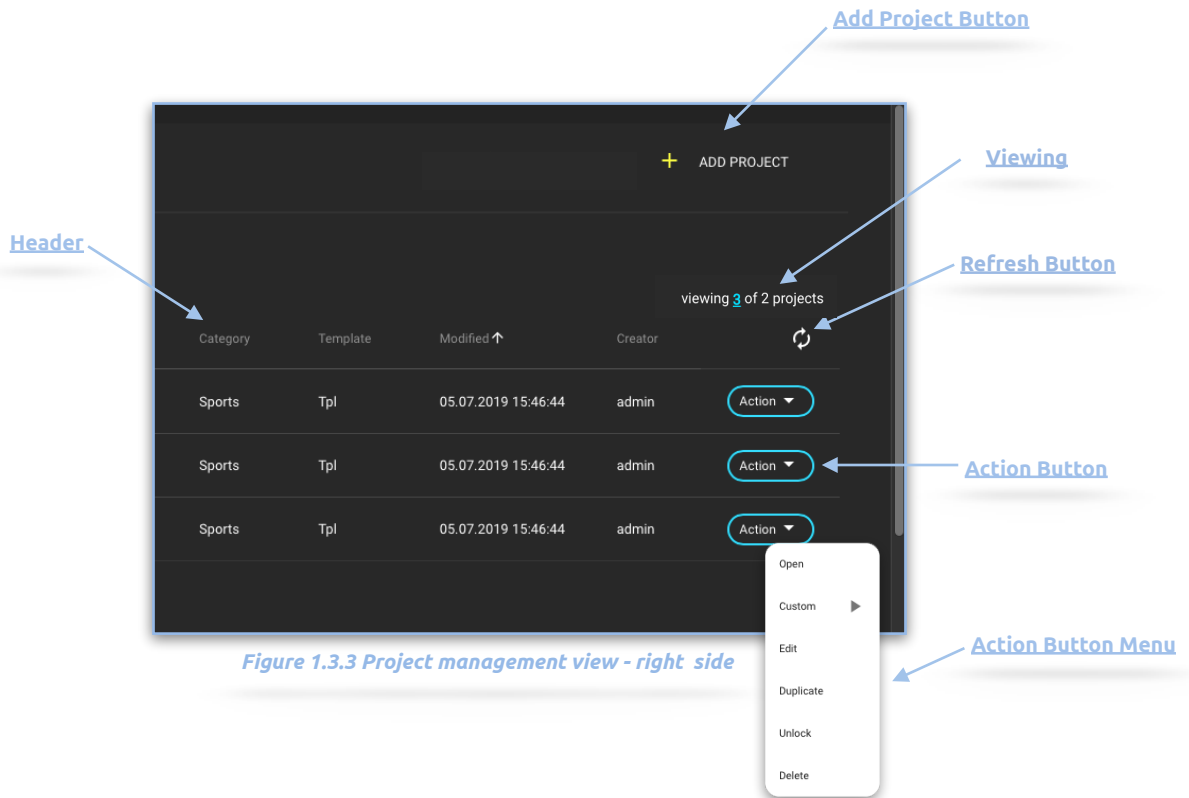 Add Project Button
ADD PROJECT
Viewing
Header
Refresh Button
viewing 3 of 2 projects
Category Template Modified Creator
Sports Tpl 05.07.2019 15:46:44 admin Action
Sports Tpl 05.07.2019 15:46:44 admin Action
Action Button
Sports Tpl 05.07.2019 15:46:44 admin Action
Open
Custom
Edit
Action Button Menu
Figure 1.3.3 Project management view - right side
Duplicate
Unlock
Delete